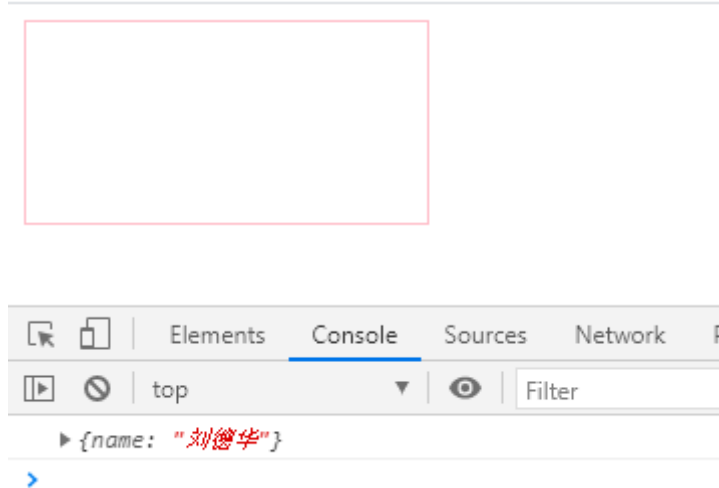 Elements Console Sources Network
top Filter
{name: "刘德华"}